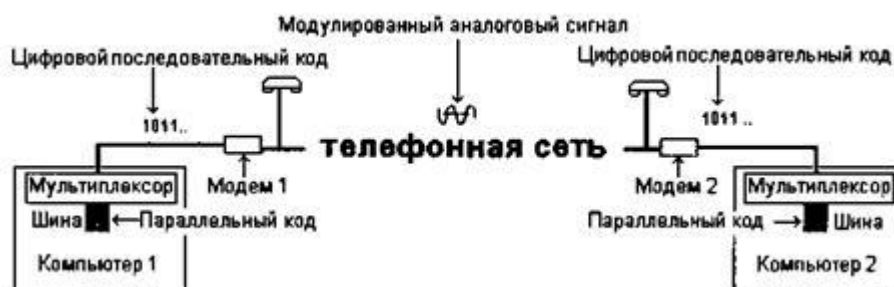 Модулированный аналоговый сигнал
Цифровой последовательный код
Цифровой последовательный код
1011..
1011..
телефонная сеть
Мультиплексор
Модем 1
Модем 2
Мультиплексор
Шина
Параллельный код
Параллельный код
Шина
Компьютер 1
Компьютер 2